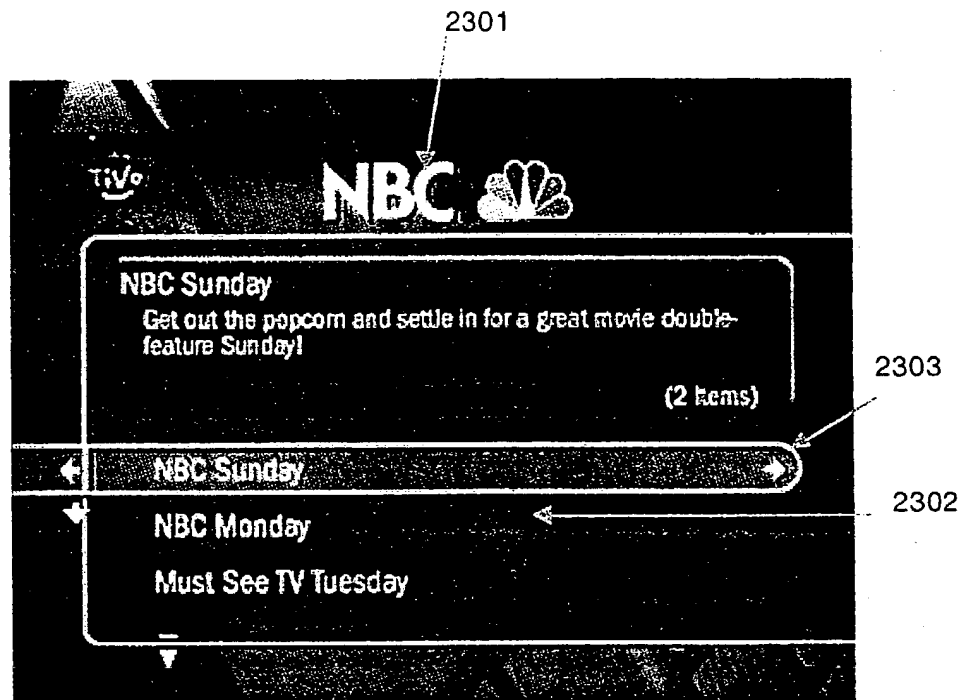 2301
TiVo
NBC
NBC Sunday
Get out the popcorn and settle in for a great movie double-
feature Sunday!
(2 Items)
2303
NBC Sunday
2302
NBC Monday
Must See TV Tuesday